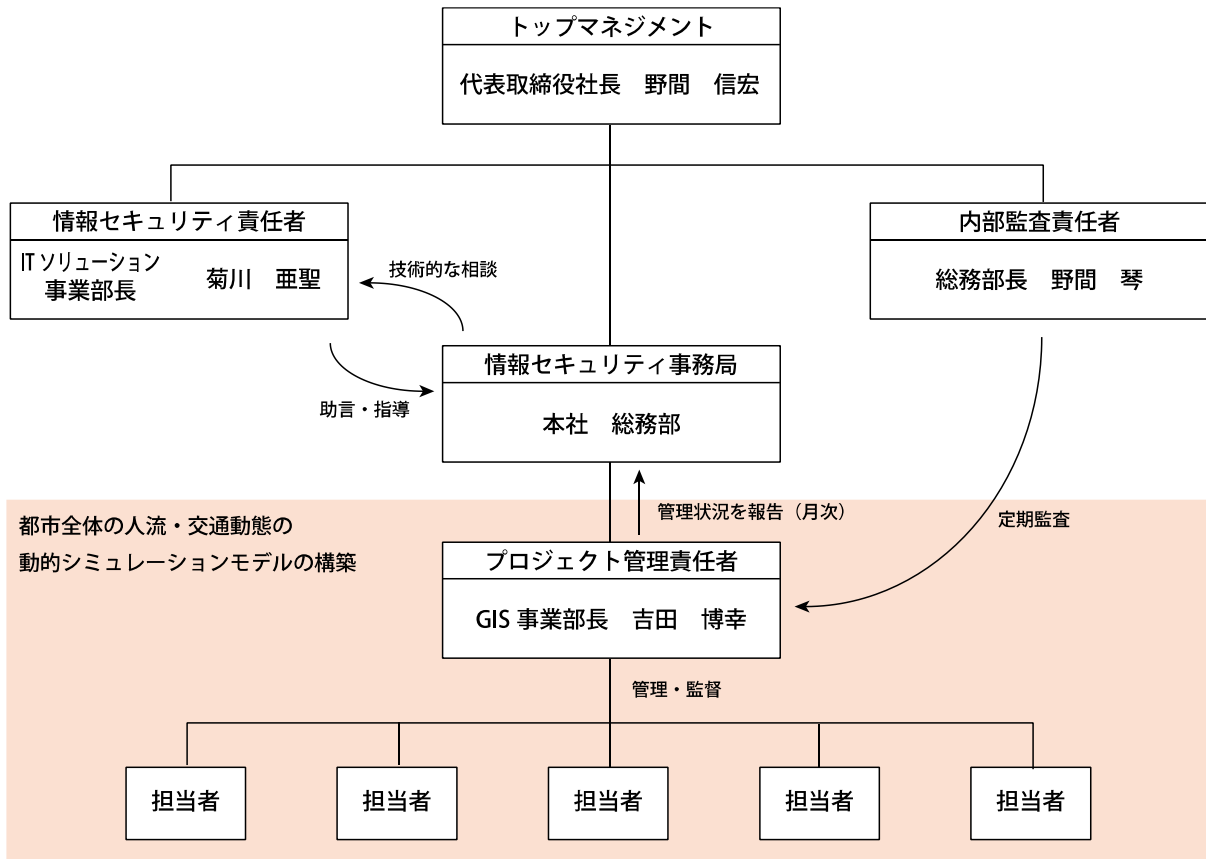 トップマネジメント
代表取締役社長　野間　信宏
情報セキュリティ責任者
IT ソリューション
事業部長
菊川　亜聖
内部監査責任者
総務部長　野間　琴
技術的な相談
助言・指導
情報セキュリティ事務局
本社　総務部
管理状況を報告（月次）
定期監査
都市全体の人流・交通動態の
動的シミュレーションモデルの構築
プロジェクト管理責任者
GIS 事業部長　吉田　博幸
管理・監督
担当者
担当者
担当者
担当者
担当者